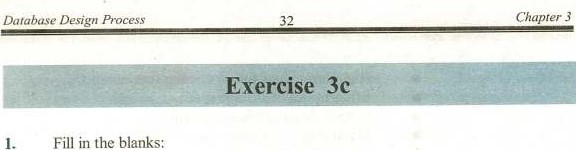 Database Design Process 32 Chapter 3
Exercise 3c
1. Fill in the blanks: